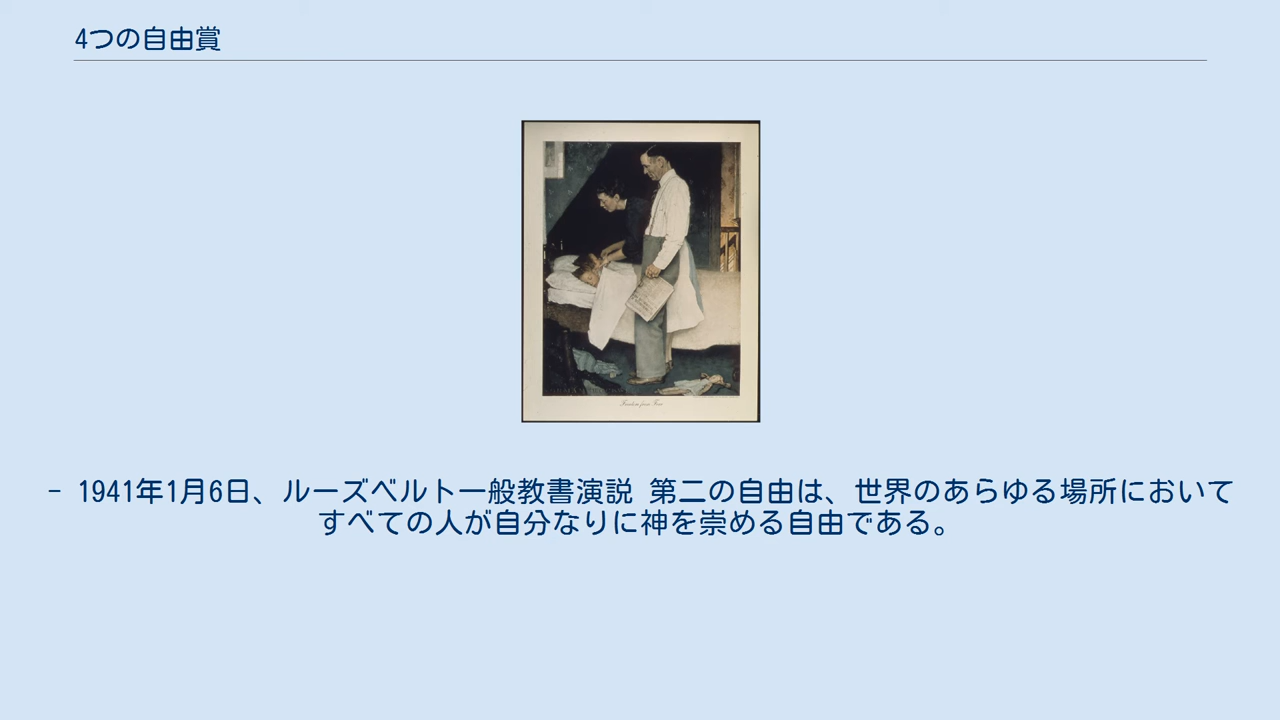 4つの自由賞
Freedom from Fear
- 1941年1月6日、ルーズベルト一般教書演説 第二の自由は、世界のあらゆる場所において
すべての人が自分なりに神を崇める自由である。